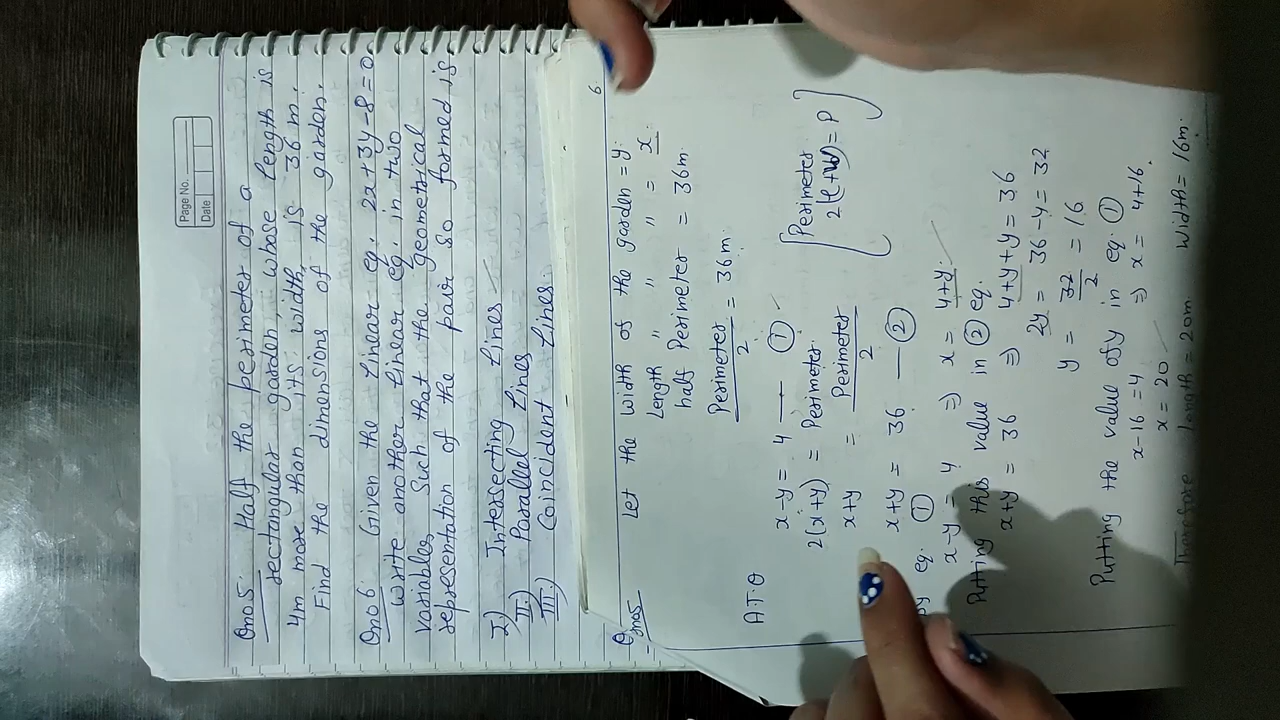 Page No.
Date
Qno5 Half the perimeter of a
rectangular garden, whose length is
4m more than its width, is 36 m.
Find the dimensions of the garden.
Qno6 Given the Linear eq. 2x+3y-8=0
write another Linear eq. in two
variables Such that the geometrical
representation of the pair so formed is
I) Intersecting Lines
II) Parallel Lines
III) Coincident Lines.
6
Qno5 Let the width of the garden = y.
Length " " " = x.
half Perimeter = 36m.
Perimeter/2 = 36m.
ATQ x-y = 4 — ①
2(x+y) = Perimeter.
x+y = Perimeter/2
[Perimeter 2(l+w) = P]
x+y = 36 — ②
by eq. ①
x-y = 4 => x = 4+y.
Putting this value in ② eq.
x+y = 36 => 4+y+y = 36
2y = 36-4 = 32
y = 32/2 = 16
Putting the value of y in eq. ①
x-16 = 4 => x = 4+16.
x = 20
Therefore Length = 20m width = 16m.